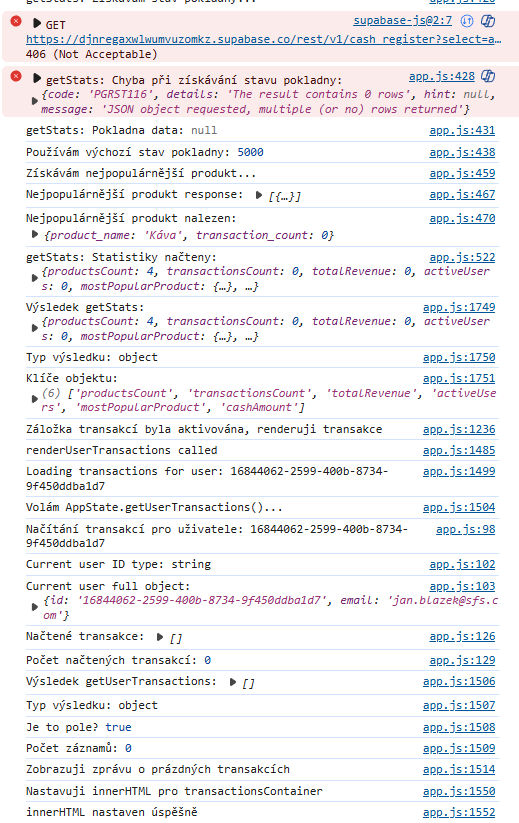 getStats: Získávám stav pokladny... app.js:420
GET supabase-js@2:7
https://djnregaxwlwumvuzomkz.supabase.co/rest/v1/cash_register?select=a…
406 (Not Acceptable)
getStats: Chyba při získávání stavu pokladny: app.js:428
{code: 'PGRST116', details: 'The result contains 0 rows', hint: null,
message: 'JSON object requested, multiple (or no) rows returned'}
getStats: Pokladna data: null app.js:431
Používám výchozí stav pokladny: 5000 app.js:438
Získávám nejpopulárnější produkt... app.js:459
Nejpopulárnější produkt response: [{…}] app.js:467
Nejpopulárnější produkt nalezen: app.js:470
{product_name: 'Káva', transaction_count: 0}
getStats: Statistiky načteny: app.js:522
{productsCount: 4, transactionsCount: 0, totalRevenue: 0, activeUser
s: 0, mostPopularProduct: {…}, …}
Výsledek getStats: app.js:1749
{productsCount: 4, transactionsCount: 0, totalRevenue: 0, activeUser
s: 0, mostPopularProduct: {…}, …}
Typ výsledku: object app.js:1750
Klíče objektu: app.js:1751
(6) ['productsCount', 'transactionsCount', 'totalRevenue', 'activeUse
rs', 'mostPopularProduct', 'cashAmount']
Záložka transakcí byla aktivována, renderuji transakce app.js:1236
renderUserTransactions called app.js:1485
Loading transactions for user: 16844062-2599-400b-8734- app.js:1499
9f450ddba1d7
Volám AppState.getUserTransactions()... app.js:1504
Načítání transakcí pro uživatele: 16844062-2599-400b-8734- app.js:98
9f450ddba1d7
Current user ID type: string app.js:102
Current user full object: app.js:103
{id: '16844062-2599-400b-8734-9f450ddba1d7', email: 'jan.blazek@sfs.c
om'}
Načtené transakce: [] app.js:126
Počet načtených transakcí: 0 app.js:129
Výsledek getUserTransactions: [] app.js:1506
Typ výsledku: object app.js:1507
Je to pole? true app.js:1508
Počet záznamů: 0 app.js:1509
Zobrazuji zprávu o prázdných transakcích app.js:1514
Nastavuji innerHTML pro transactionsContainer app.js:1550
innerHTML nastaven úspěšně app.js:1552